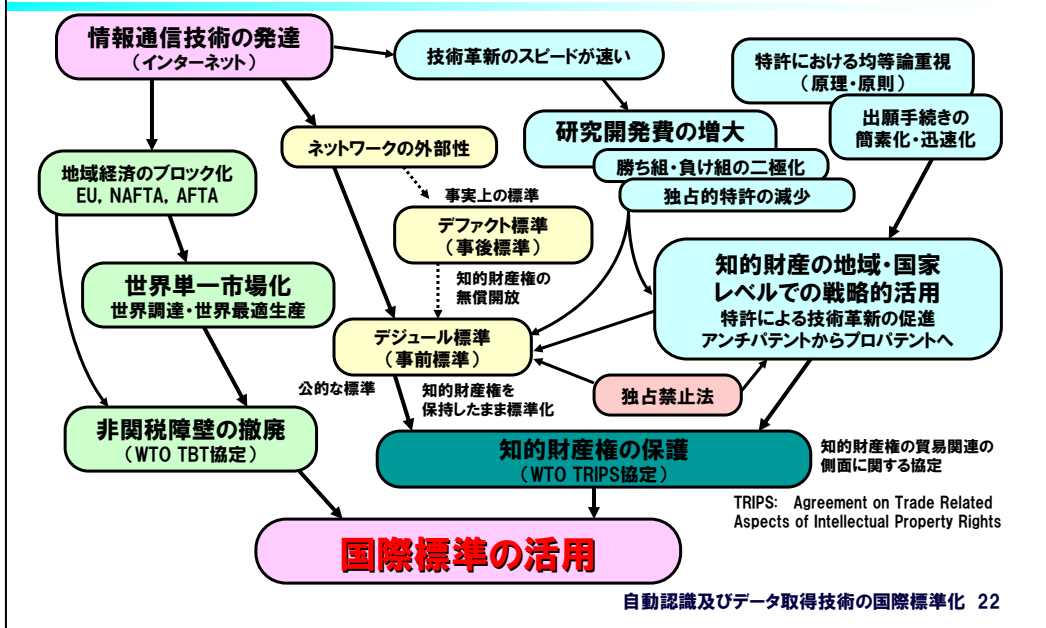 情報通信技術の発達
（インターネット）
技術革新のスピードが速い
特許における均等論重視
（原理・原則）
出願手続きの
簡素化・迅速化
研究開発費の増大
勝ち組・負け組の二極化
独占的特許の減少
ネットワークの外部性
地域経済のブロック化
EU, NAFTA, AFTA
事実上の標準
デファクト標準
（事後標準）
知的財産権の
無償開放
世界単一市場化
世界調達・世界最適生産
知的財産の地域・国家
レベルでの戦略的活用
特許による技術革新の促進
アンチパテントからプロパテントへ
デジュール標準
（事前標準）
公的な標準
知的財産権を
保持したまま標準化
独占禁止法
非関税障壁の撤廃
（WTO TBT協定）
知的財産権の保護
（WTO TRIPS協定）
知的財産権の貿易関連の
側面に関する協定
TRIPS: Agreement on Trade Related
Aspects of Intellectual Property Rights
国際標準の活用
自動認識及びデータ取得技術の国際標準化 22